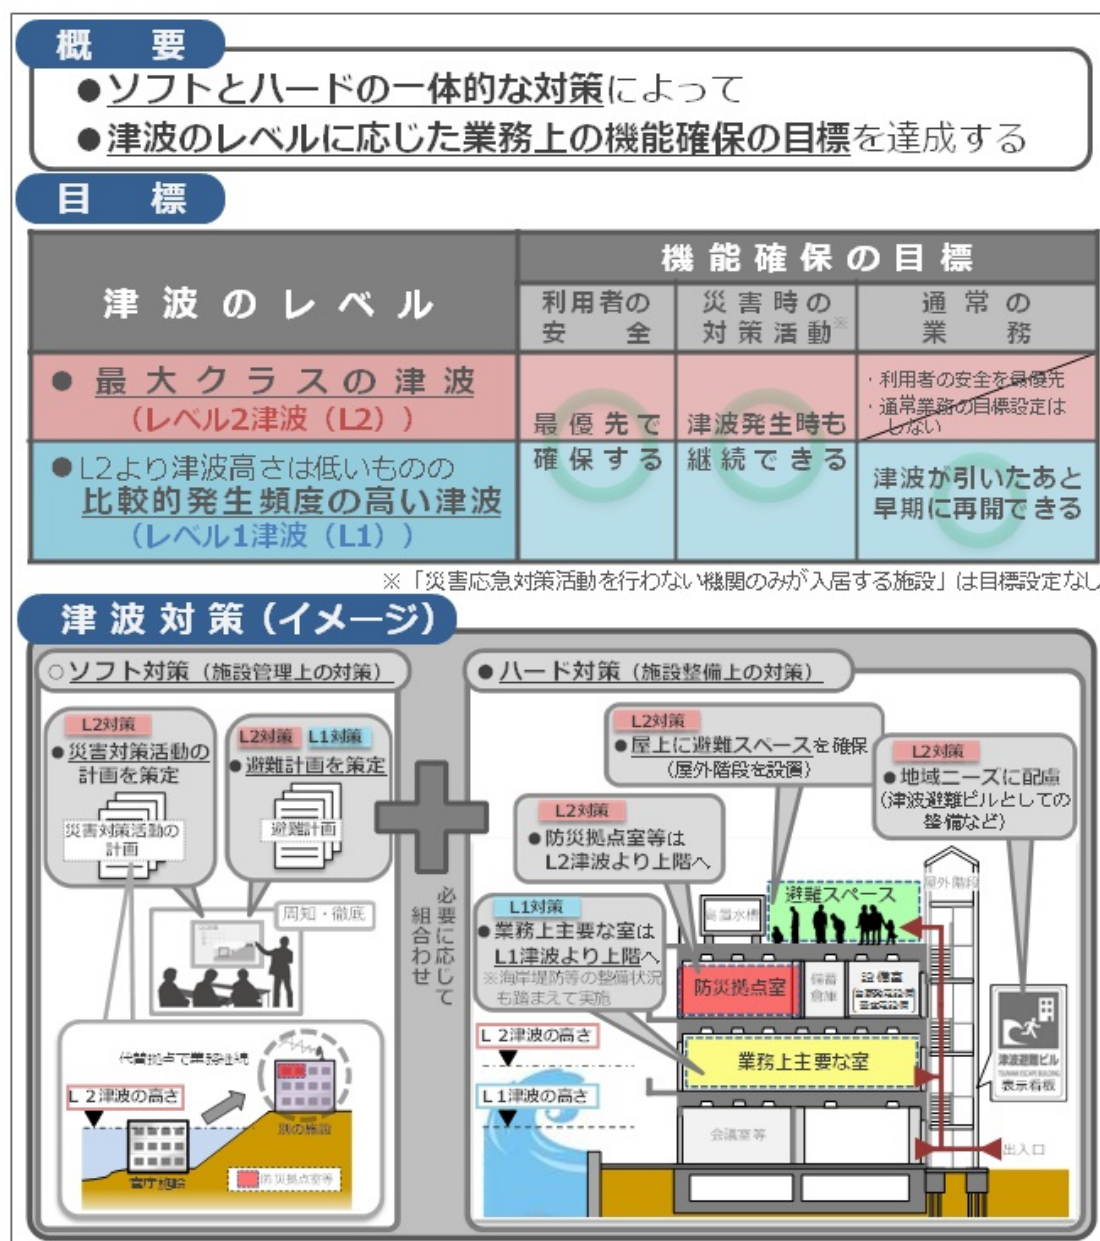 概 要
●ソフトとハードの一体的な対策によって
●津波のレベルに応じた業務上の機能確保の目標を達成する
目 標
津波のレベル
機能確保の目標
利用者の
安 全
災害時の
対策活動※
通常の
業 務
● 最大クラスの津波
(レベル2津波(L2))
・利用者の安全を最優先
・通常業務の目標設定は
しない
最優先で
確保する
津波発生時も
継続できる
●L2より津波高さは低いものの
比較的発生頻度の高い津波
(レベル1津波(L1))
津波が引いたあと
早期に再開できる
※「災害応急対策活動を行わない機関のみが入居する施設」は目標設定なし
津波対策(イメージ)
○ソフト対策(施設管理上の対策)
L2対策
●災害対策活動の
計画を策定
災害対策活動の
計画
L2対策 L1対策
●避難計画を策定
避難計画
周知・徹底
代替拠点で業務継続
L2津波の高さ
官庁施設
別の施設
防災拠点室等
必要に応じて
組合わせ
●ハード対策(施設整備上の対策)
L2対策
●屋上に避難スペースを確保
(屋外階段を設置)
L2対策
●地域ニーズに配慮
(津波避難ビルとしての
整備など)
L2対策
●防災拠点室等は
L2津波より上階へ
L1対策
●業務上主要な室は
L1津波より上階へ
※海岸堤防等の整備状況
も踏まえて実施
L2津波の高さ
L1津波の高さ
高置水槽
避難スペース
屋外階段
防災拠点室
備蓄
倉庫
設備室
業務上主要な室
会議室等
出入口
津波避難ビル
TSUNAMI ESCAPE BUILDING
表示看板